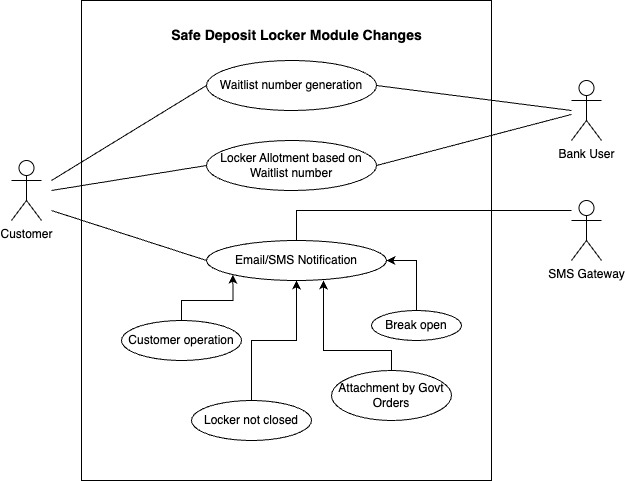 Safe Deposit Locker Module Changes
Waitlist number generation
Locker Allotment based on
Waitlist number
Bank User
Customer
Email/SMS Notification
SMS Gateway
Customer operation
Break open
Attachment by Govt
Orders
Locker not closed